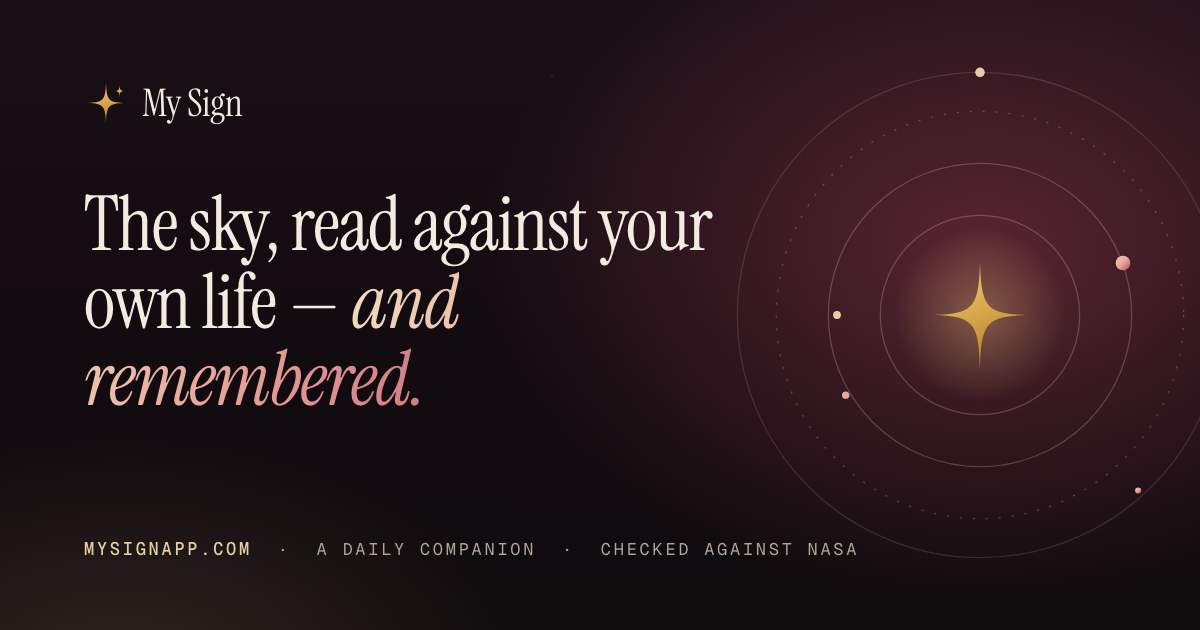 My Sign
The sky, read against your
own life — and
remembered.
MYSIGNAPP.COM · A DAILY COMPANION · CHECKED AGAINST NASA